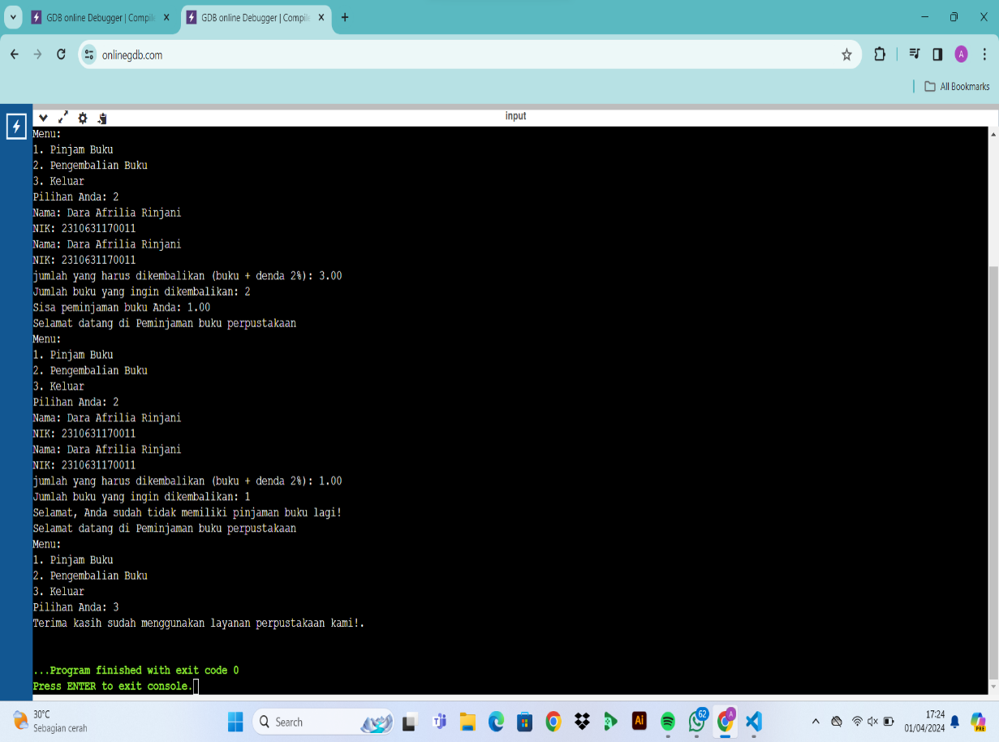 GDB online Debugger | Compile
GDB online Debugger | Compile
onlinegdb.com
A
All Bookmarks
input
Menu:
1. Pinjam Buku
2. Pengembalian Buku
3. Keluar
Pilihan Anda: 2
Nama: Dara Afrilia Rinjani
NIK: 2310631170011
Nama: Dara Afrilia Rinjani
NIK: 2310631170011
jumlah yang harus dikembalikan (buku + denda 2%): 3.00
Jumlah buku yang ingin dikembalikan: 2
Sisa peminjaman buku Anda: 1.00
Selamat datang di Peminjaman buku perpustakaan
Menu:
1. Pinjam Buku
2. Pengembalian Buku
3. Keluar
Pilihan Anda: 2
Nama: Dara Afrilia Rinjani
NIK: 2310631170011
Nama: Dara Afrilia Rinjani
NIK: 2310631170011
jumlah yang harus dikembalikan (buku + denda 2%): 1.00
Jumlah buku yang ingin dikembalikan: 1
Selamat, Anda sudah tidak memiliki pinjaman buku lagi!
Selamat datang di Peminjaman buku perpustakaan
Menu:
1. Pinjam Buku
2. Pengembalian Buku
3. Keluar
Pilihan Anda: 3
Terima kasih sudah menggunakan layanan perpustakaan kami!.
...Program finished with exit code 0
Press ENTER to exit console.
30°C
Sebagian cerah
Search
Ai
62
A
17:24
01/04/2024
PRE